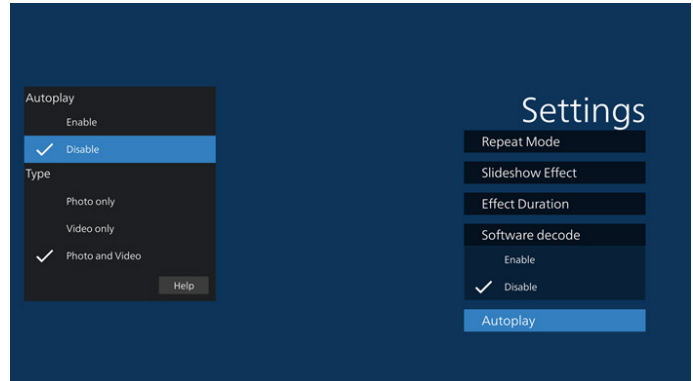 Autoplay
Enable
Disable
Type
Photo only
Video only
Photo and Video
Help
Settings
Repeat Mode
Slideshow Effect
Effect Duration
Software decode
Enable
Disable
Autoplay